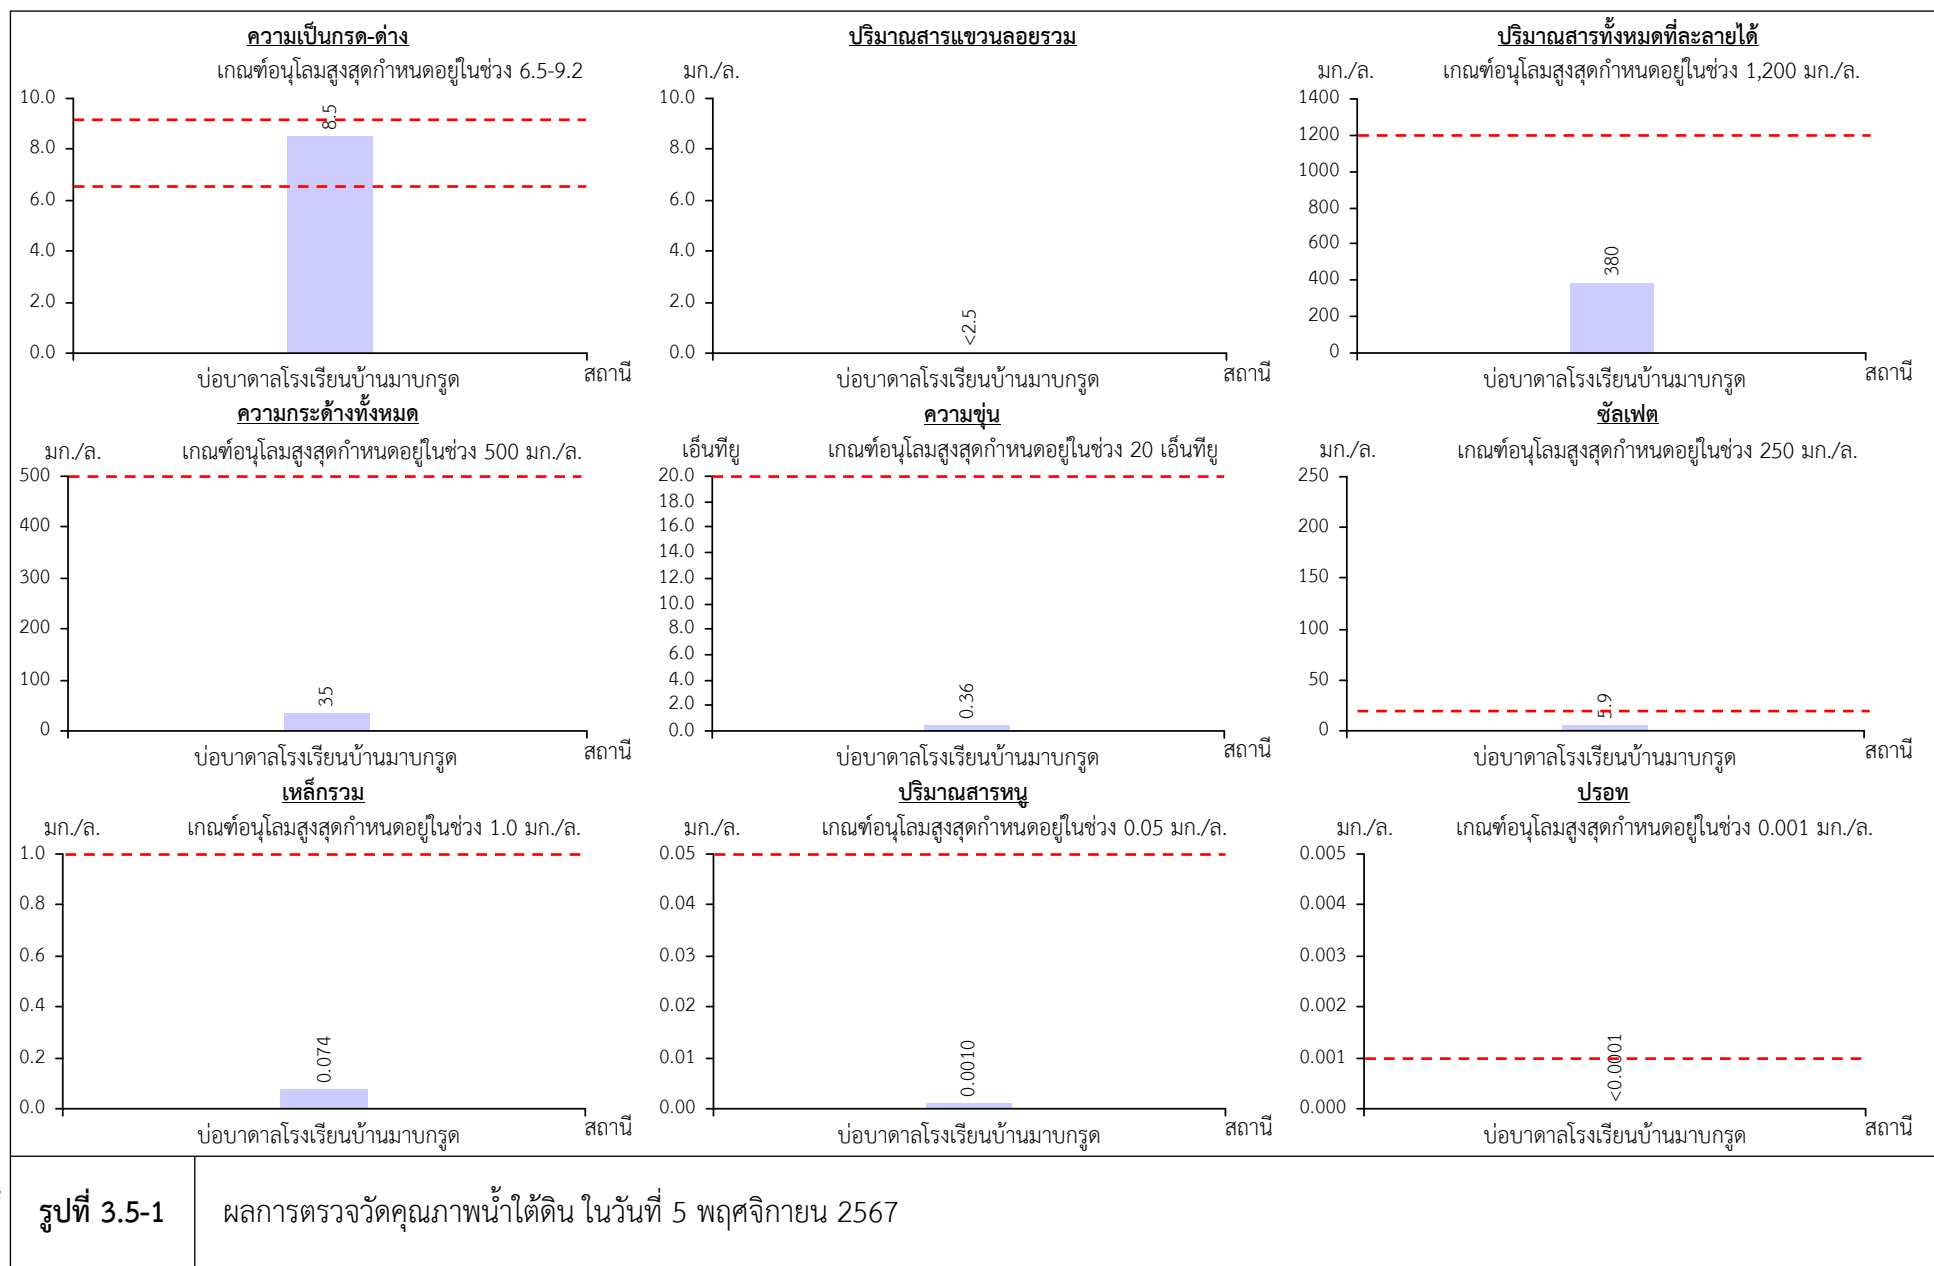 ความเป็นกรด-ด่าง
เกณฑ์อนุโลมสูงสุดกำหนดอยู่ในช่วง 6.5-9.2
10.0
8.0
6.0
4.0
2.0
0.0
8.5
บ่อบาดาลโรงเรียนบ้านมาบกรูด
สถานี
ปริมาณสารแขวนลอยรวม
มก./ล.
10.0
8.0
6.0
4.0
2.0
0.0
<2.5
บ่อบาดาลโรงเรียนบ้านมาบกรูด
สถานี
ปริมาณสารทั้งหมดที่ละลายได้
มก./ล.
เกณฑ์อนุโลมสูงสุดกำหนดอยู่ในช่วง 1,200 มก./ล.
1400
1200
1000
800
600
400
200
0
380
บ่อบาดาลโรงเรียนบ้านมาบกรูด
สถานี
ความกระด้างทั้งหมด
มก./ล.
เกณฑ์อนุโลมสูงสุดกำหนดอยู่ในช่วง 500 มก./ล.
500
400
300
200
100
0
35
บ่อบาดาลโรงเรียนบ้านมาบกรูด
สถานี
ความขุ่น
เอ็นทียู
เกณฑ์อนุโลมสูงสุดกำหนดอยู่ในช่วง 20 เอ็นทียู
20.0
18.0
16.0
14.0
12.0
10.0
8.0
6.0
4.0
2.0
0.0
0.36
บ่อบาดาลโรงเรียนบ้านมาบกรูด
สถานี
ซัลเฟต
มก./ล.
เกณฑ์อนุโลมสูงสุดกำหนดอยู่ในช่วง 250 มก./ล.
250
200
150
100
50
0
5.9
บ่อบาดาลโรงเรียนบ้านมาบกรูด
สถานี
เหล็กรวม
มก./ล.
เกณฑ์อนุโลมสูงสุดกำหนดอยู่ในช่วง 1.0 มก./ล.
1.0
0.8
0.6
0.4
0.2
0.0
0.074
บ่อบาดาลโรงเรียนบ้านมาบกรูด
สถานี
ปริมาณสารหนู
มก./ล.
เกณฑ์อนุโลมสูงสุดกำหนดอยู่ในช่วง 0.05 มก./ล.
0.05
0.04
0.03
0.02
0.01
0.00
0.0010
บ่อบาดาลโรงเรียนบ้านมาบกรูด
สถานี
ปรอท
มก./ล.
เกณฑ์อนุโลมสูงสุดกำหนดอยู่ในช่วง 0.001 มก./ล.
0.005
0.004
0.003
0.002
0.001
0.000
<0.0001
บ่อบาดาลโรงเรียนบ้านมาบกรูด
สถานี
รูปที่ 3.5-1
ผลการตรวจวัดคุณภาพน้ำใต้ดิน ในวันที่ 5 พฤศจิกายน 2567